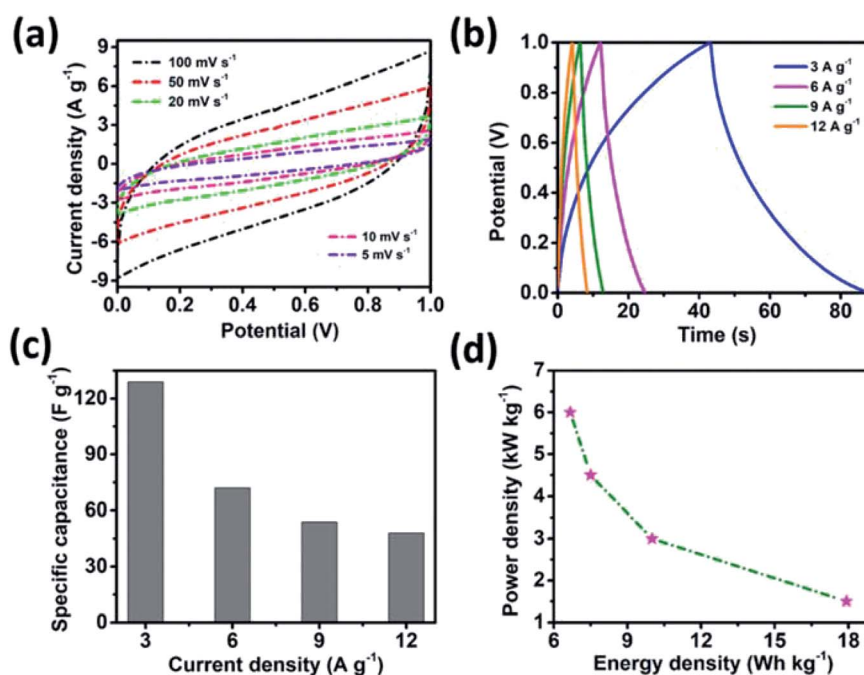 (a)
Current density (A g⁻¹)
9
6
3
0
-3
-6
-9
100 mV s⁻¹
50 mV s⁻¹
20 mV s⁻¹
10 mV s⁻¹
5 mV s⁻¹
0.0 0.2 0.4 0.6 0.8 1.0
Potential (V)
(b)
Potential (V)
1.0
0.8
0.6
0.4
0.2
0.0
3 A g⁻¹
6 A g⁻¹
9 A g⁻¹
12 A g⁻¹
0 20 40 60 80
Time (s)
(c)
Specific capacitance (F g⁻¹)
120
90
60
30
0
3 6 9 12
Current density (A g⁻¹)
(d)
Power density (kW kg⁻¹)
7
6
5
4
3
2
1
6 9 12 15 18
Energy density (Wh kg⁻¹)